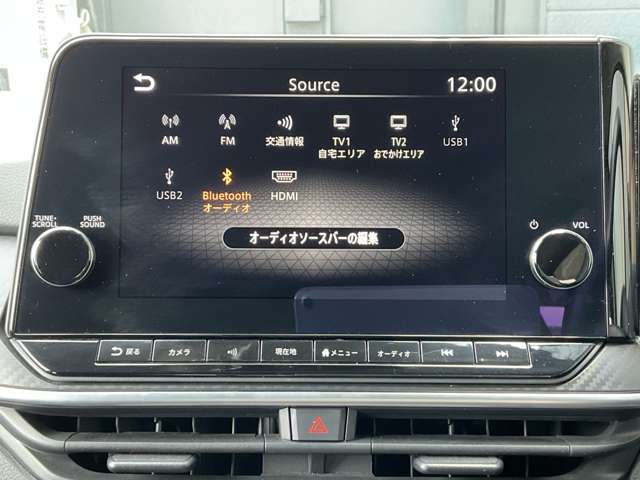 Source
12:00
AM
FM
交通情報
TV1
自宅エリア
TV2
おでかけエリア
USB1
USB2
Bluetooth
オーディオ
HDMI
オーディオソースバーの編集
TUNE・
SCROLL
PUSH
SOUND
VOL
戻る
カメラ
現在地
メニュー
オーディオ